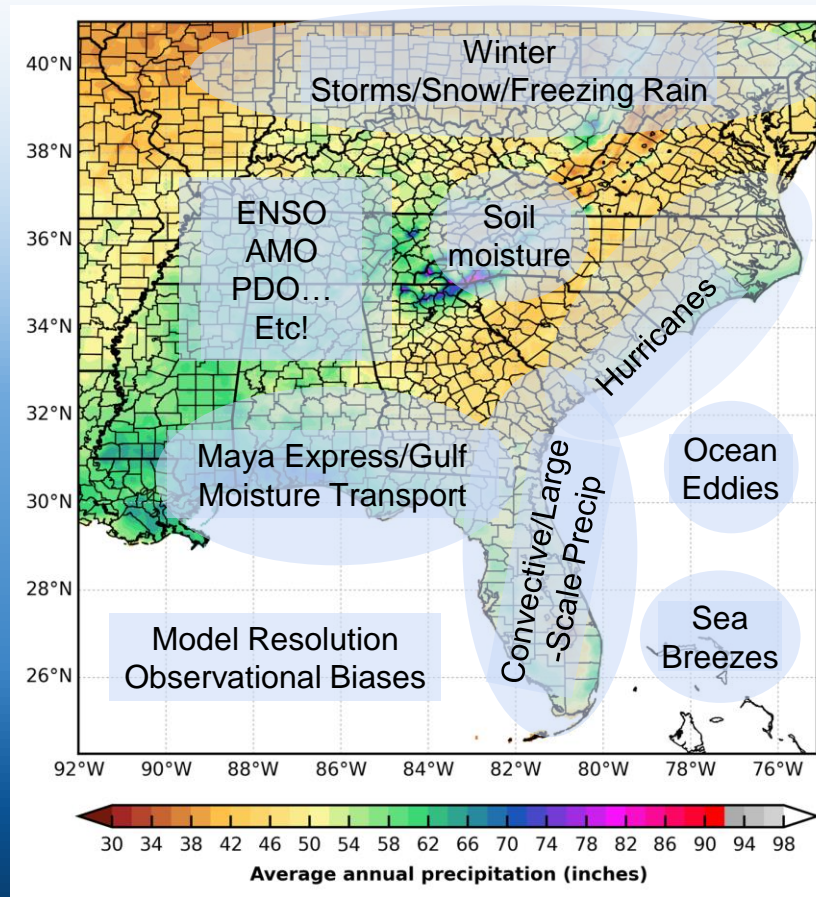 Winter
Storms/Snow/Freezing Rain
ENSO
AMO
PDO…
Etc!
Soil
moisture
Hurricanes
Maya Express/Gulf
Moisture Transport
Convective/Large
-Scale Precip
Ocean
Eddies
Sea
Breezes
Model Resolution
Observational Biases
40°N
38°N
36°N
34°N
32°N
30°N
28°N
26°N
92°W 90°W 88°W 86°W 84°W 82°W 80°W 78°W 76°W
30 34 38 42 46 50 54 58 62 66 70 74 78 82 86 90 94 98
Average annual precipitation (inches)